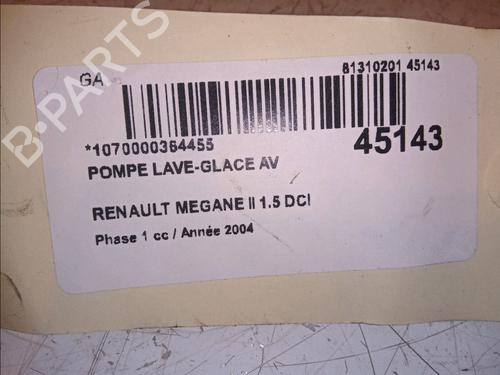 GA
81310201 45143
*1070000364455
45143
POMPE LAVE-GLACE AV
RENAULT MEGANE II 1.5 DCI
Phase 1 cc / Année 2004
B-PARTS